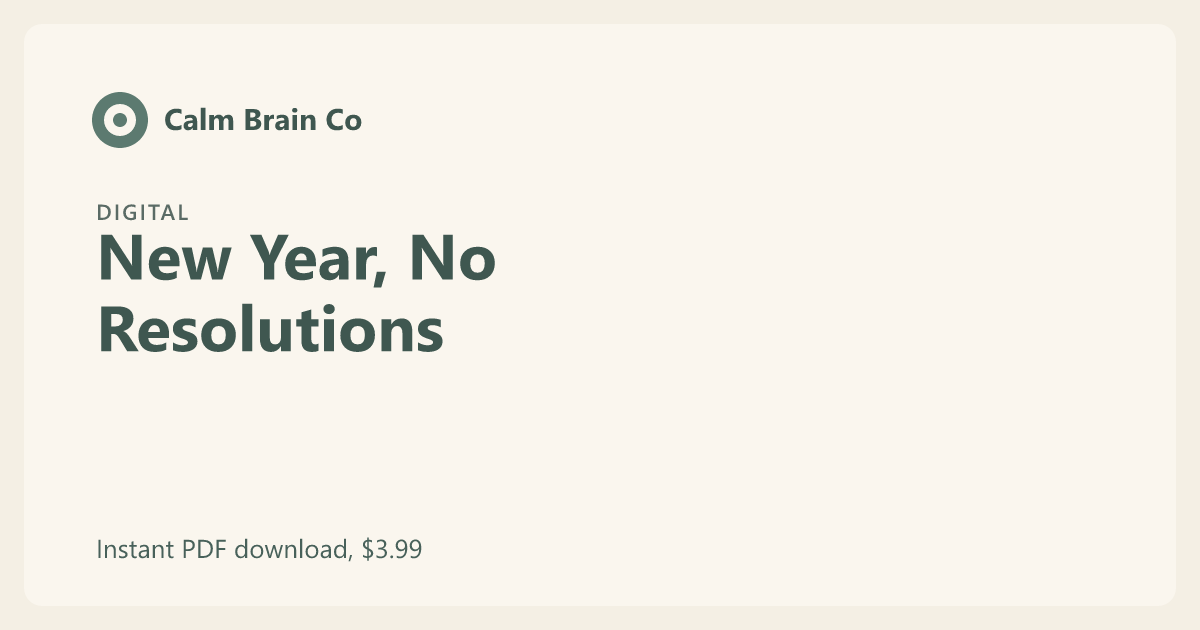 Calm Brain Co
DIGITAL
New Year, No
Resolutions
Instant PDF download, $3.99